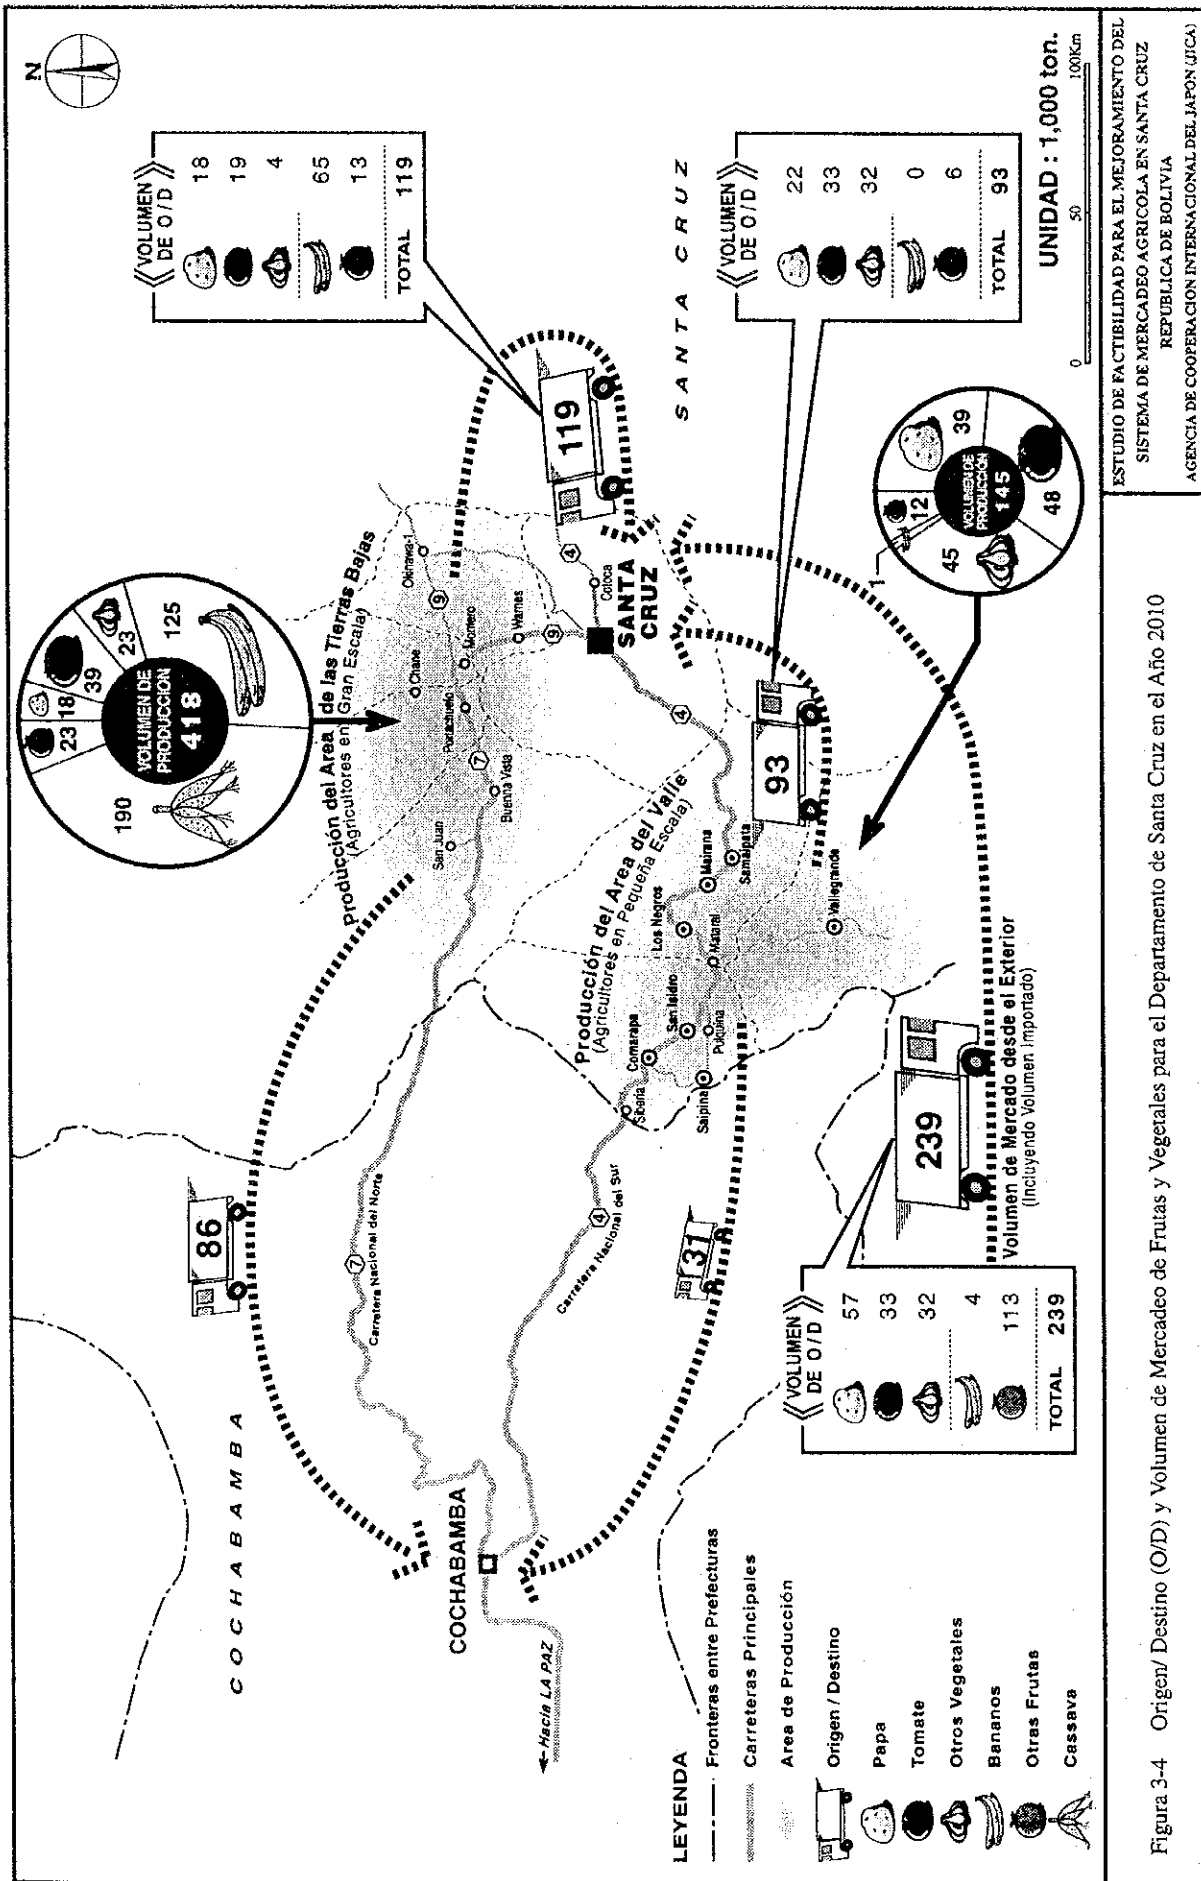 N
VOLUMEN DE PRODUCCION
418
23
18
39
23
125
190
Producción del Area de las Tierras Bajas
(Agricultores en Gran Escala)
VOLUMEN
DE O/D
18
19
4
65
13
TOTAL 119
119
SANTA CRUZ
VOLUMEN
DE O/D
22
33
32
0
6
TOTAL 93
93
UNIDAD : 1,000 ton.
0 50 100Km
VOLUMEN DE
PRODUCCION
145
1
12
39
48
45
COCHABAMBA
86
Okinawa-1
Chane
Montero
Portachuelo
Warnes
San Juan
Buena Vista
Cotoca
9
9
4
7
4
SANTA
CRUZ
Producción del Area del Valle
(Agricultores en Pequeña Escala)
Los Negros
Mairana
Samaipata
Mataral
Vallegrande
San Isidro
Pulquina
Comarapa
Saipina
Siberia
7
Carretera Nacional del Norte
4
Carretera Nacional del Sur
31
COCHABAMBA
Hacia LA PAZ
239
Volumen de Mercado desde el Exterior
(Incluyendo Volumen Importado)
VOLUMEN
DE O/D
57
33
32
4
113
TOTAL 239
LEYENDA
Fronteras entre Prefecturas
Carreteras Principales
Area de Producción
Origen / Destino
Papa
Tomate
Otros Vegetales
Bananos
Otras Frutas
Cassava
ESTUDIO DE FACTIBILIDAD PARA EL MEJORAMIENTO DEL
SISTEMA DE MERCADEO AGRICOLA EN SANTA CRUZ
REPUBLICA DE BOLIVIA
AGENCIA DE COOPERACION INTERNACIONAL DEL JAPON (JICA)
Figura 3-4 Origen/ Destino (O/D) y Volumen de Mercadeo de Frutas y Vegetales para el Departamento de Santa Cruz en el Año 2010